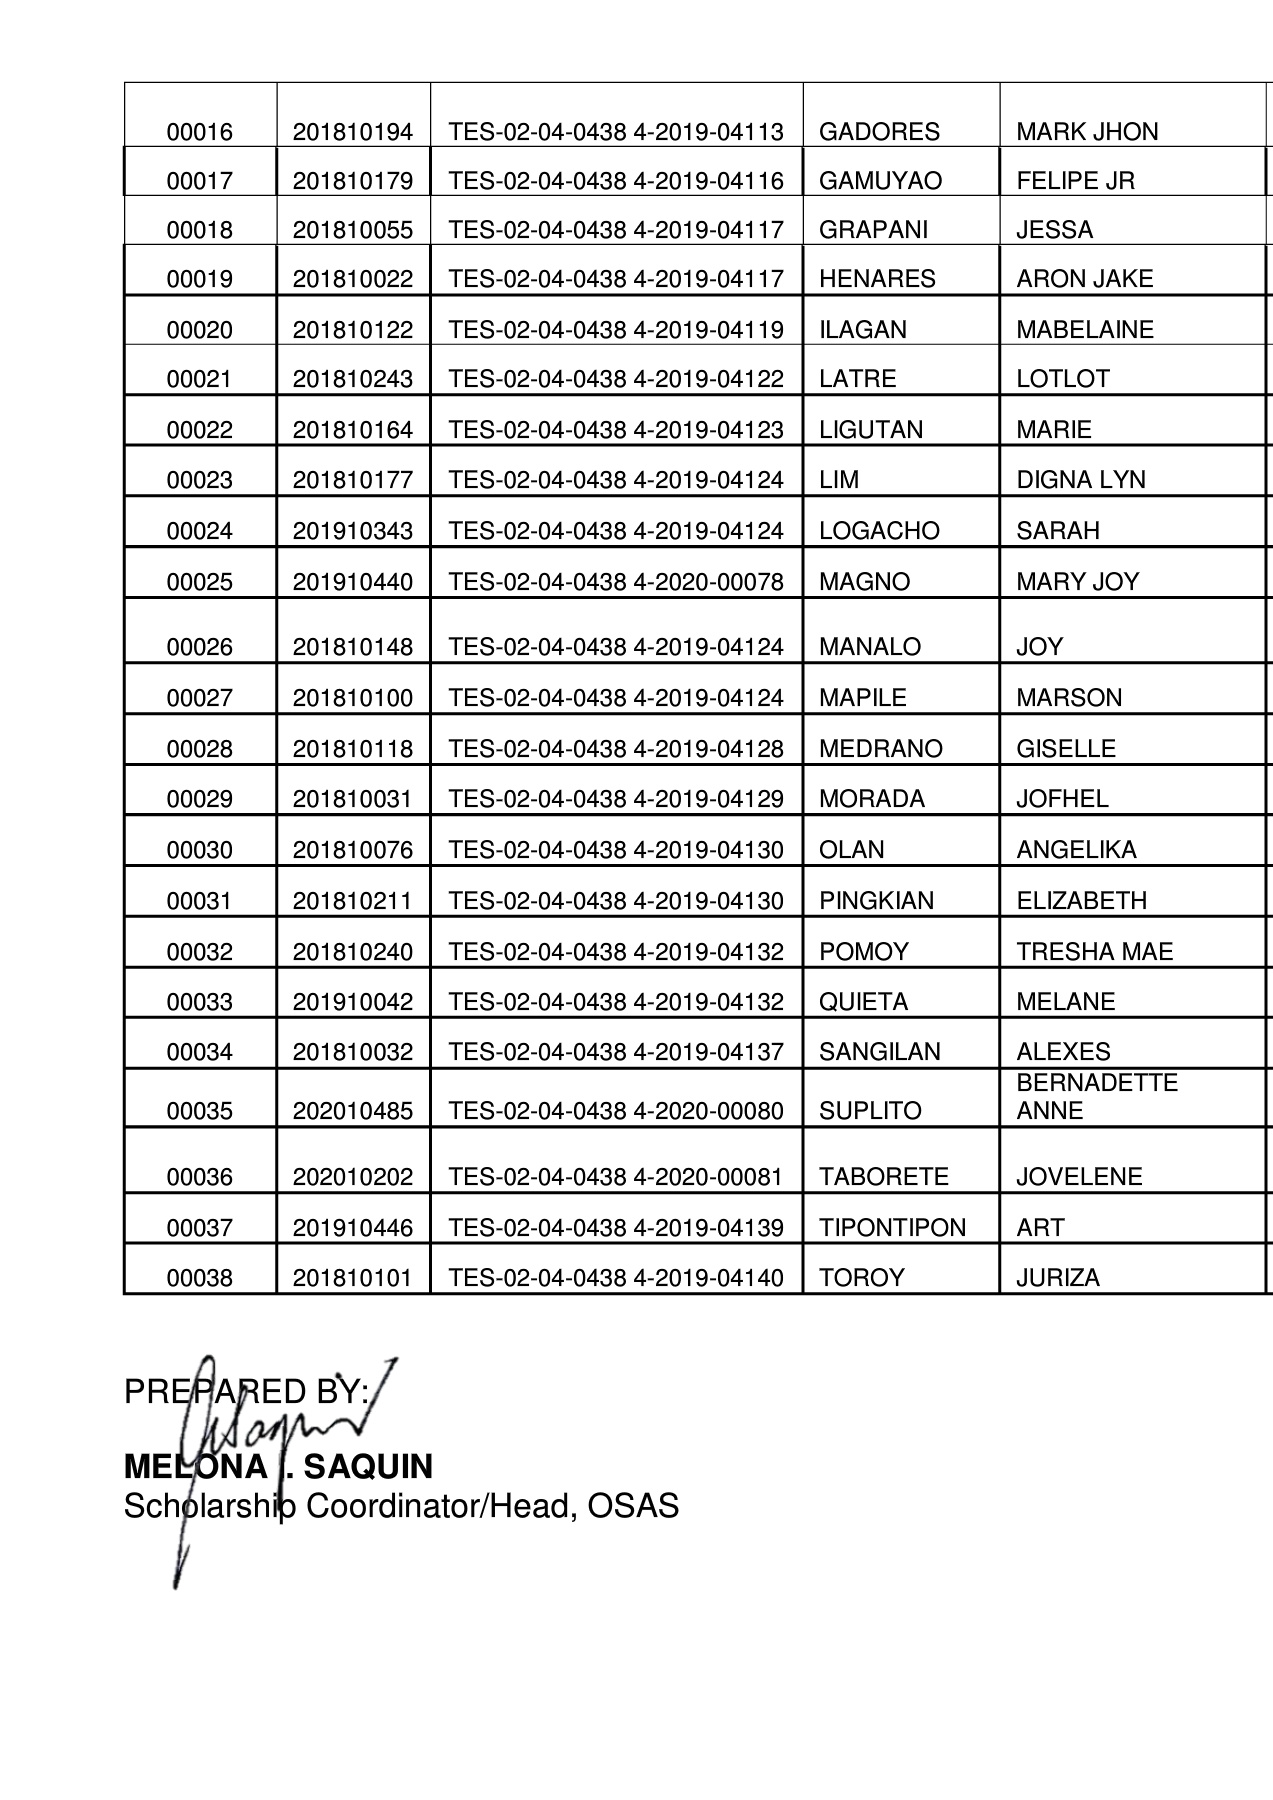 00016 201810194 TES-02-04-0438 4-2019-04113 GADORES MARK JHON
00017 201810179 TES-02-04-0438 4-2019-04116 GAMUYAO FELIPE JR
00018 201810055 TES-02-04-0438 4-2019-04117 GRAPANI JESSA
00019 201810022 TES-02-04-0438 4-2019-04117 HENARES ARON JAKE
00020 201810122 TES-02-04-0438 4-2019-04119 ILAGAN MABELAINE
00021 201810243 TES-02-04-0438 4-2019-04122 LATRE LOTLOT
00022 201810164 TES-02-04-0438 4-2019-04123 LIGUTAN MARIE
00023 201810177 TES-02-04-0438 4-2019-04124 LIM DIGNA LYN
00024 201910343 TES-02-04-0438 4-2019-04124 LOGACHO SARAH
00025 201910440 TES-02-04-0438 4-2020-00078 MAGNO MARY JOY
00026 201810148 TES-02-04-0438 4-2019-04124 MANALO JOY
00027 201810100 TES-02-04-0438 4-2019-04124 MAPILE MARSON
00028 201810118 TES-02-04-0438 4-2019-04128 MEDRANO GISELLE
00029 201810031 TES-02-04-0438 4-2019-04129 MORADA JOFHEL
00030 201810076 TES-02-04-0438 4-2019-04130 OLAN ANGELIKA
00031 201810211 TES-02-04-0438 4-2019-04130 PINGKIAN ELIZABETH
00032 201810240 TES-02-04-0438 4-2019-04132 POMOY TRESHA MAE
00033 201910042 TES-02-04-0438 4-2019-04132 QUIETA MELANE
00034 201810032 TES-02-04-0438 4-2019-04137 SANGILAN ALEXES
BERNADETTE
00035 202010485 TES-02-04-0438 4-2020-00080 SUPLITO ANNE
00036 202010202 TES-02-04-0438 4-2020-00081 TABORETE JOVELENE
00037 201910446 TES-02-04-0438 4-2019-04139 TIPONTIPON ART
00038 201810101 TES-02-04-0438 4-2019-04140 TOROY JURIZA
PREPARED BY:
MELONA SAQUIN
Scholarship Coordinator/Head, OSAS